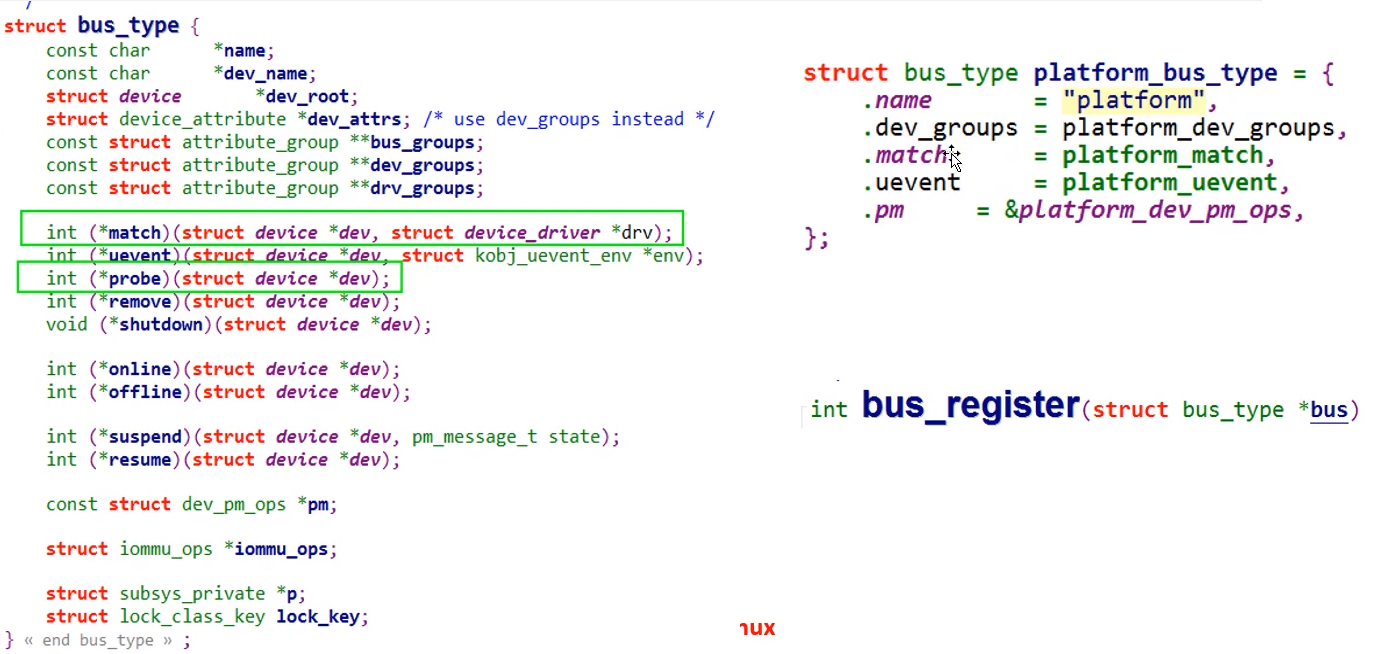 struct bus_type {
const char *name;
const char *dev_name;
struct device *dev_root;
struct device_attribute *dev_attrs; /* use dev_groups instead */
const struct attribute_group **bus_groups;
const struct attribute_group **dev_groups;
const struct attribute_group **drv_groups;
int (*match)(struct device *dev, struct device_driver *drv);
int (*uevent)(struct device *dev, struct kobj_uevent_env *env);
int (*probe)(struct device *dev);
int (*remove)(struct device *dev);
void (*shutdown)(struct device *dev);
int (*online)(struct device *dev);
int (*offline)(struct device *dev);
int (*suspend)(struct device *dev, pm_message_t state);
int (*resume)(struct device *dev);
const struct dev_pm_ops *pm;
struct iommu_ops *iommu_ops;
struct subsys_private *p;
struct lock_class_key lock_key;
} « end bus_type » ;
struct bus_type platform_bus_type = {
.name = "platform",
.dev_groups = platform_dev_groups,
.match = platform_match,
.uevent = platform_uevent,
.pm = &platform_dev_pm_ops,
};
int bus_register(struct bus_type *bus)